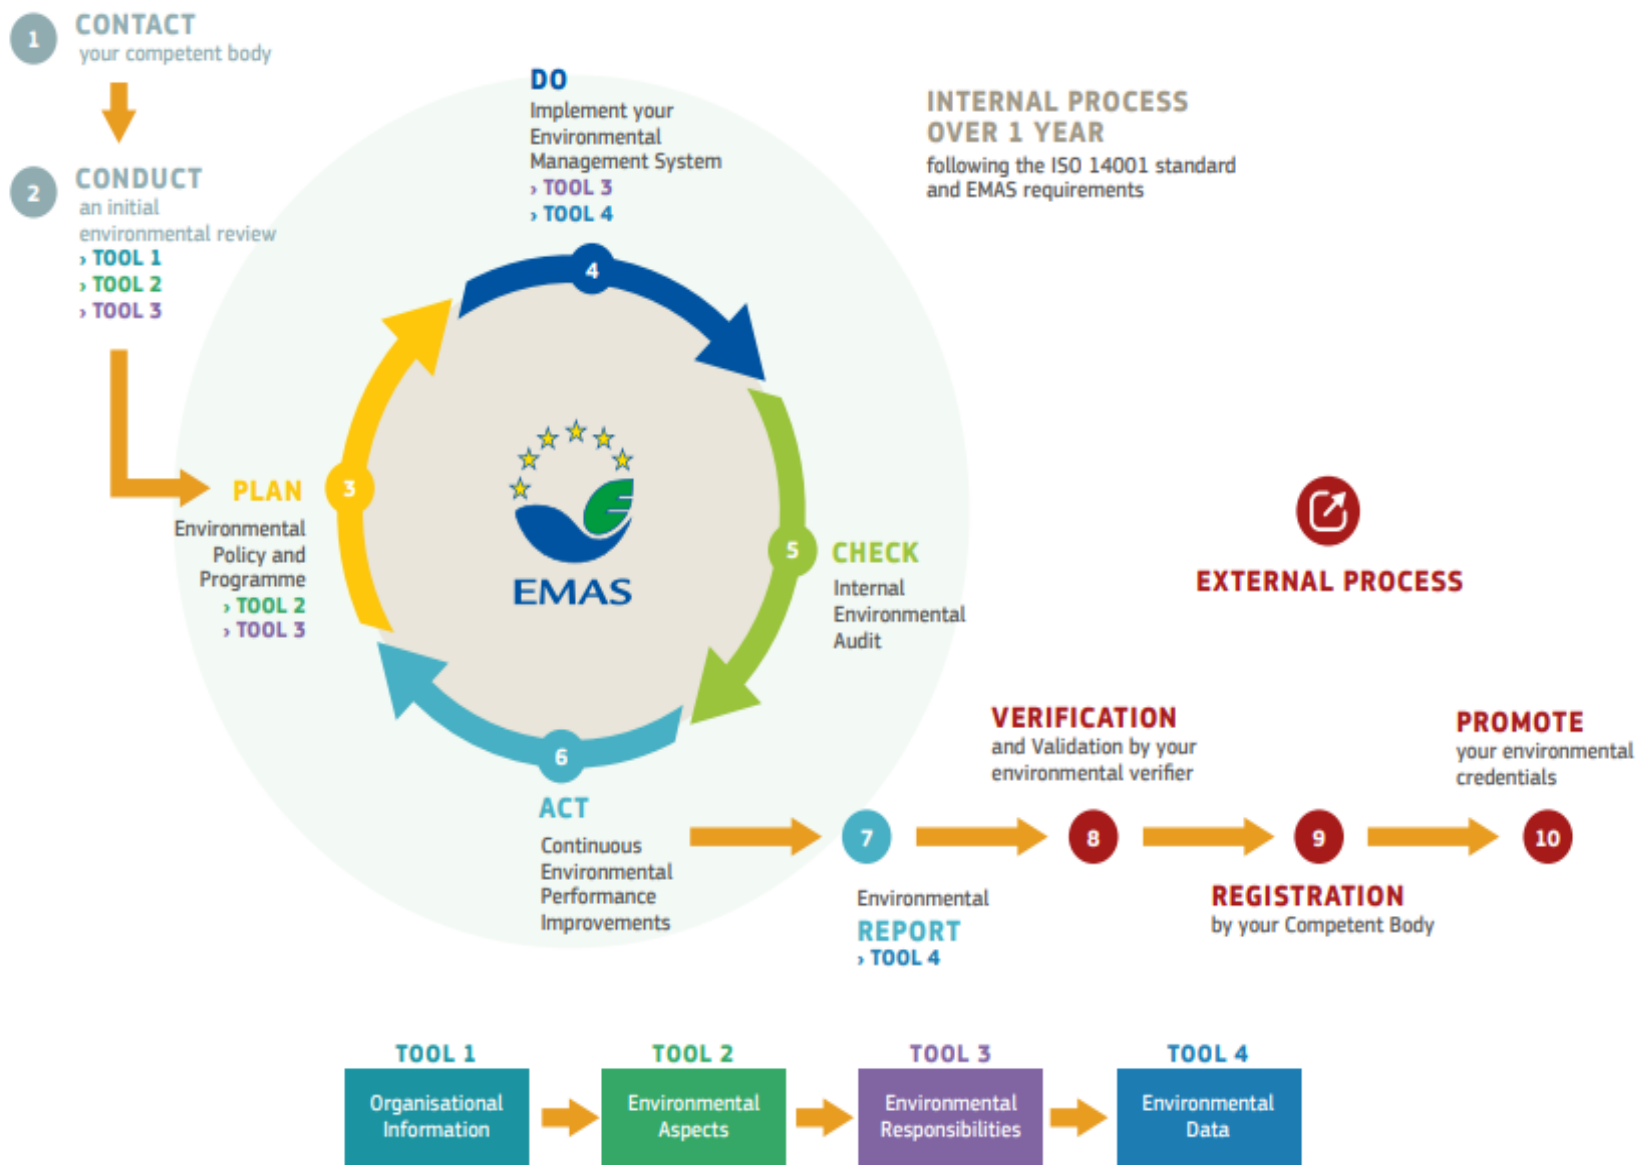 1
CONTACT
your competent body
2
CONDUCT
an initial
environmental review
› TOOL 1
› TOOL 2
› TOOL 3
DO
Implement your
Environmental
Management System
› TOOL 3
› TOOL 4
INTERNAL PROCESS
OVER 1 YEAR
following the ISO 14001 standard
and EMAS requirements
4
PLAN
3
Environmental
Policy and
Programme
› TOOL 2
› TOOL 3
EMAS
5
CHECK
Internal
Environmental
Audit
EXTERNAL PROCESS
6
ACT
Continuous
Environmental
Performance
Improvements
7
Environmental
REPORT
› TOOL 4
VERIFICATION
and Validation by your
environmental verifier
8
9
REGISTRATION
by your Competent Body
PROMOTE
your environmental
credentials
10
TOOL 1
Organisational
Information
TOOL 2
Environmental
Aspects
TOOL 3
Environmental
Responsibilities
TOOL 4
Environmental
Data